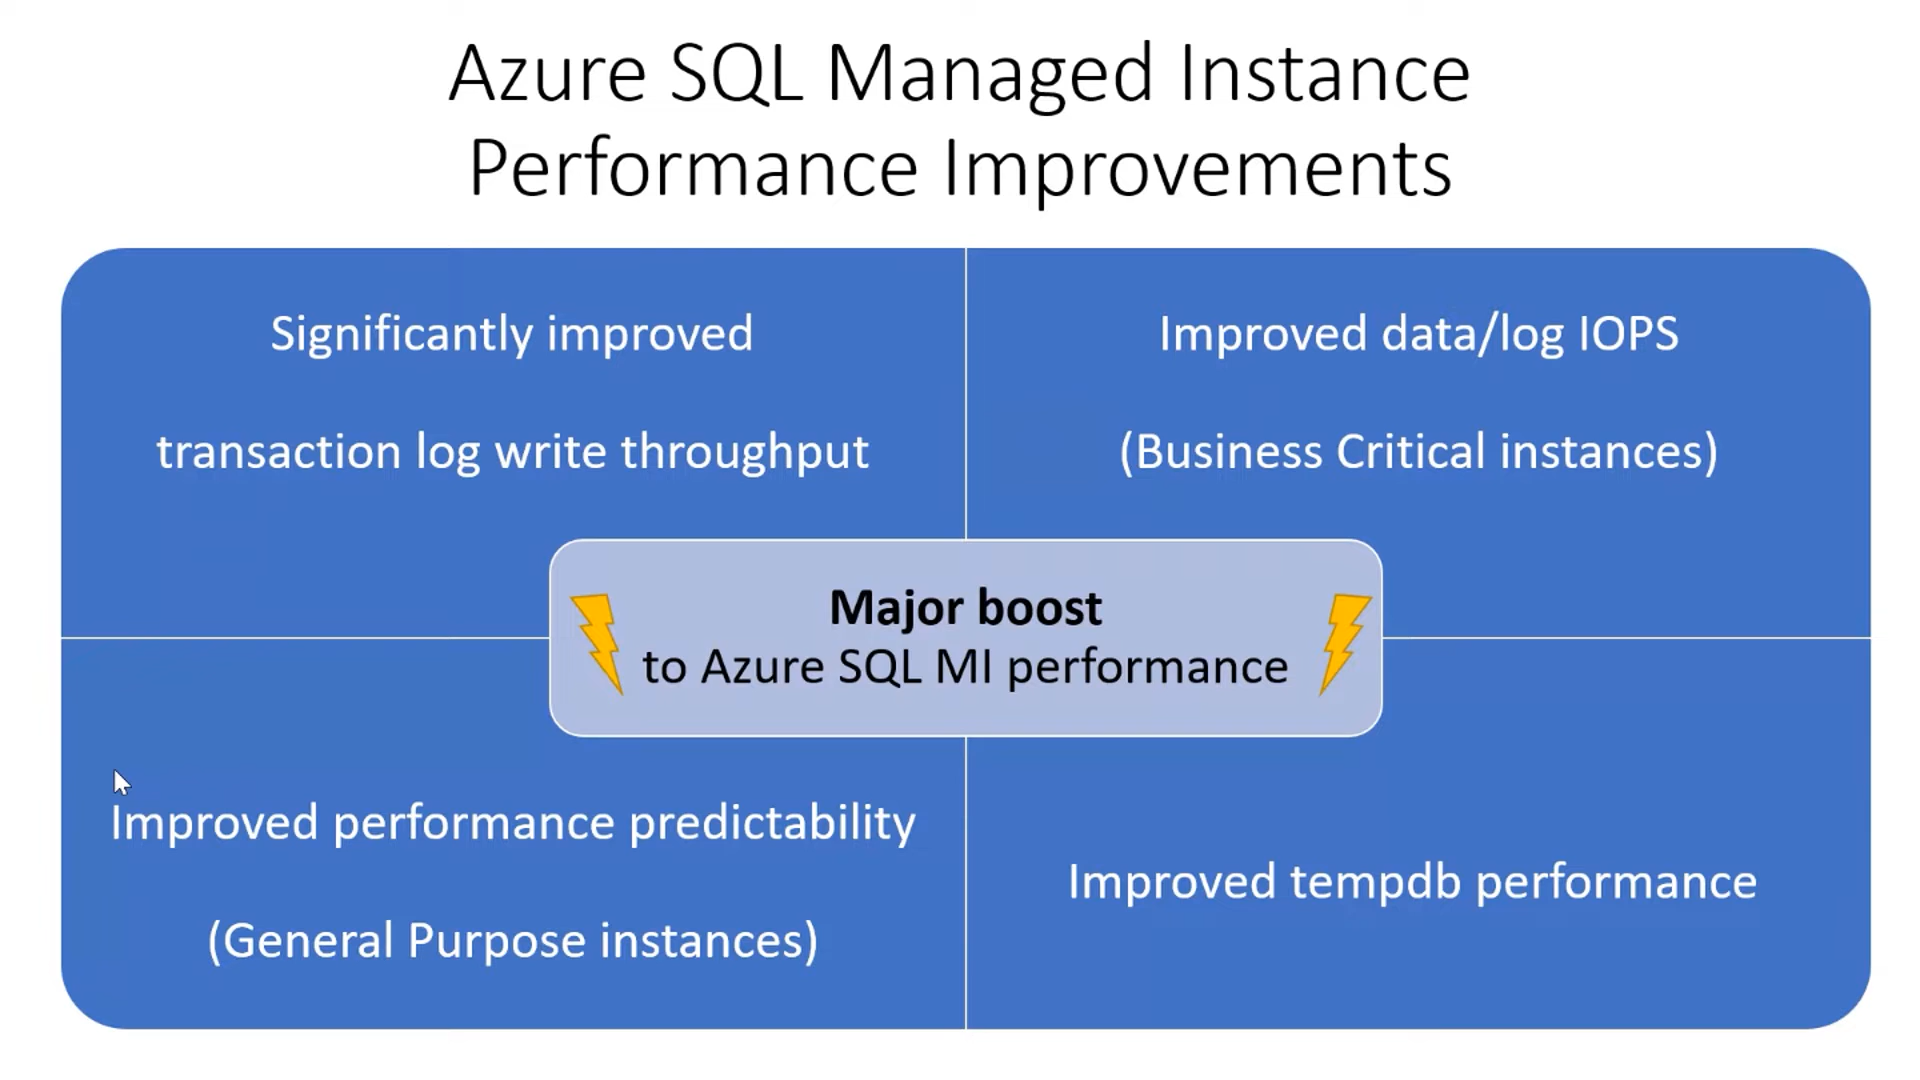 Azure SQL Managed Instance
Performance Improvements
Significantly improved
transaction log write throughput
Improved data/log IOPS
(Business Critical instances)
Major boost
to Azure SQL MI performance
Improved performance predictability
(General Purpose instances)
Improved tempdb performance